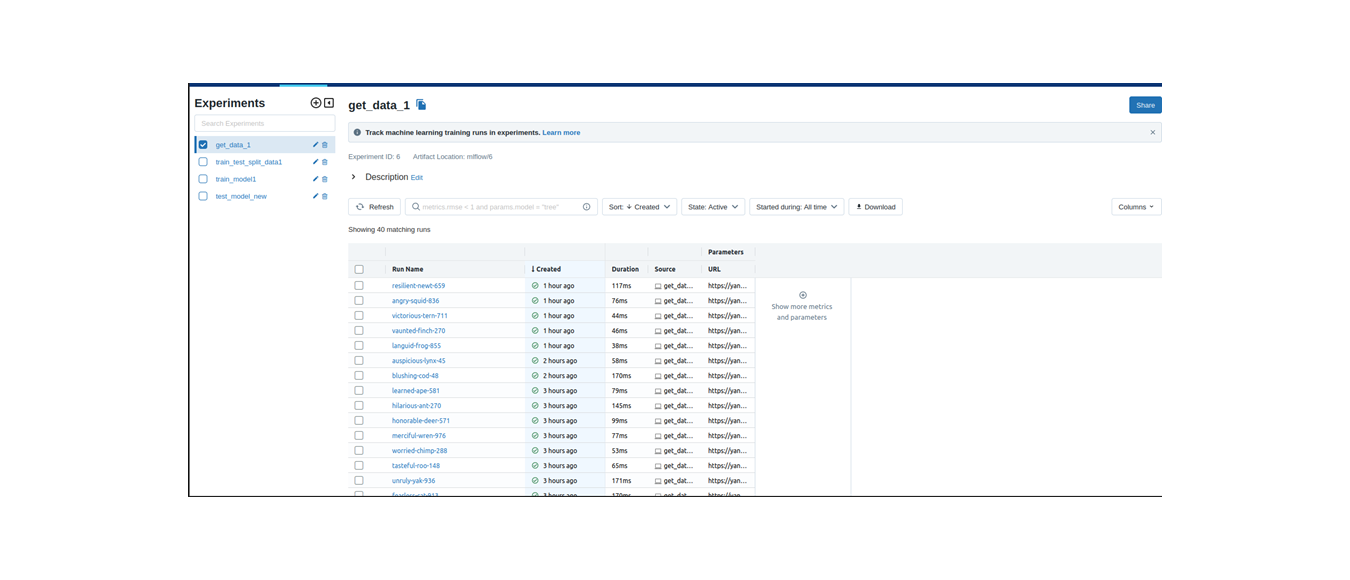 Experiments
Search Experiments
get_data_1
train_test_split_data1
train_model1
test_model_new
get_data_1
Share
Track machine learning training runs in experiments. Learn more
Experiment ID: 6 Artifact Location: mlflow/6
Description Edit
Refresh metrics.rmse < 1 and params.model = "tree" Sort: Created State: Active Started during: All time Download Columns
Showing 40 matching runs
Parameters
Run Name Created Duration Source URL
resilient-newt-659 1 hour ago 117ms get_dat... https://yan...
angry-squid-836 1 hour ago 76ms get_dat... https://yan...
victorious-tern-711 1 hour ago 44ms get_dat... https://yan...
vaunted-finch-270 1 hour ago 46ms get_dat... https://yan...
languid-frog-855 1 hour ago 38ms get_dat... https://yan...
auspicious-lynx-45 2 hours ago 58ms get_dat... https://yan...
blushing-cod-48 2 hours ago 170ms get_dat... https://yan...
learned-ape-581 3 hours ago 79ms get_dat... https://yan...
hilarious-ant-270 3 hours ago 145ms get_dat... https://yan...
honorable-deer-571 3 hours ago 99ms get_dat... https://yan...
merciful-wren-976 3 hours ago 77ms get_dat... https://yan...
worried-chimp-288 3 hours ago 53ms get_dat... https://yan...
tasteful-roo-148 3 hours ago 65ms get_dat... https://yan...
unruly-yak-936 3 hours ago 171ms get_dat... https://yan...
3 hours ago
Show more metrics
and parameters